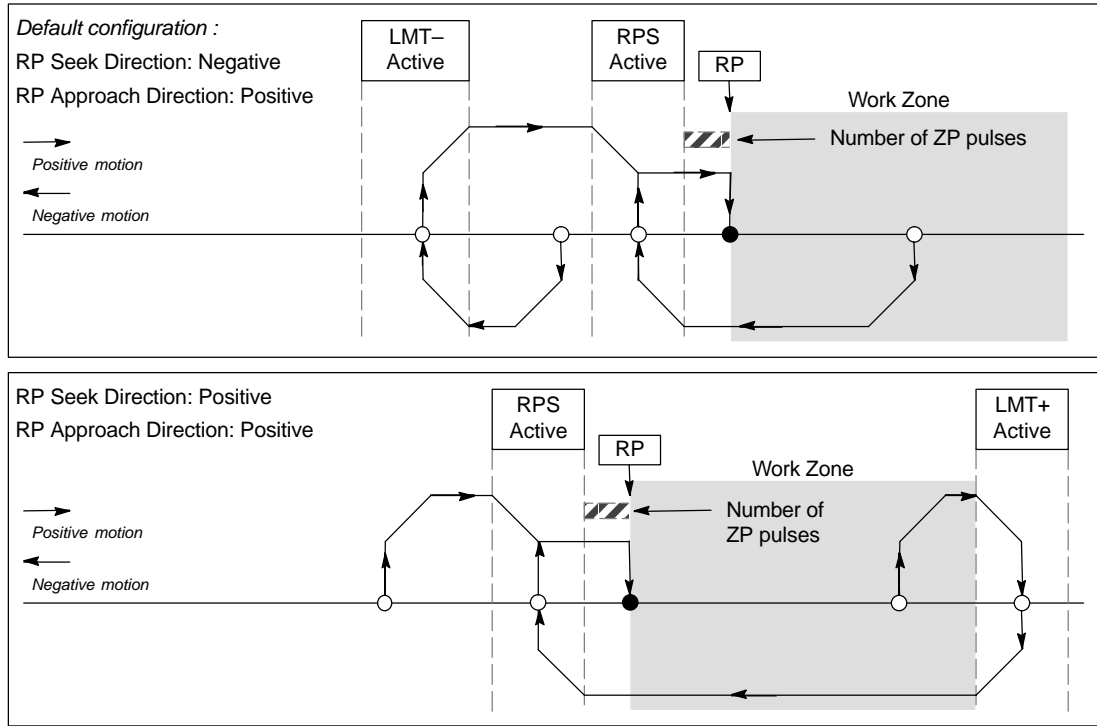 Default configuration :
RP Seek Direction: Negative
RP Approach Direction: Positive
LMT–
Active
RPS
Active
RP
Work Zone
Number of ZP pulses
Positive motion
Negative motion
RP Seek Direction: Positive
RP Approach Direction: Positive
RPS
Active
RP
Work Zone
LMT+
Active
Number of
ZP pulses
Positive motion
Negative motion